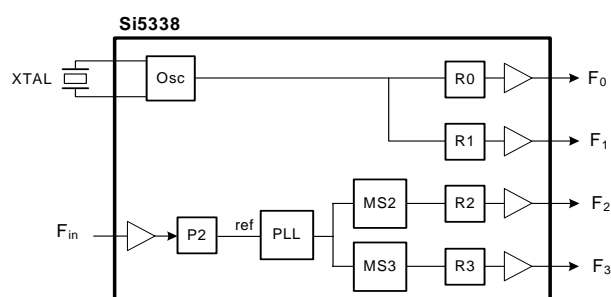 Si5338
XTAL
Osc
R0
F0
R1
F1
Fin
P2
ref
PLL
MS2
R2
F2
MS3
R3
F3